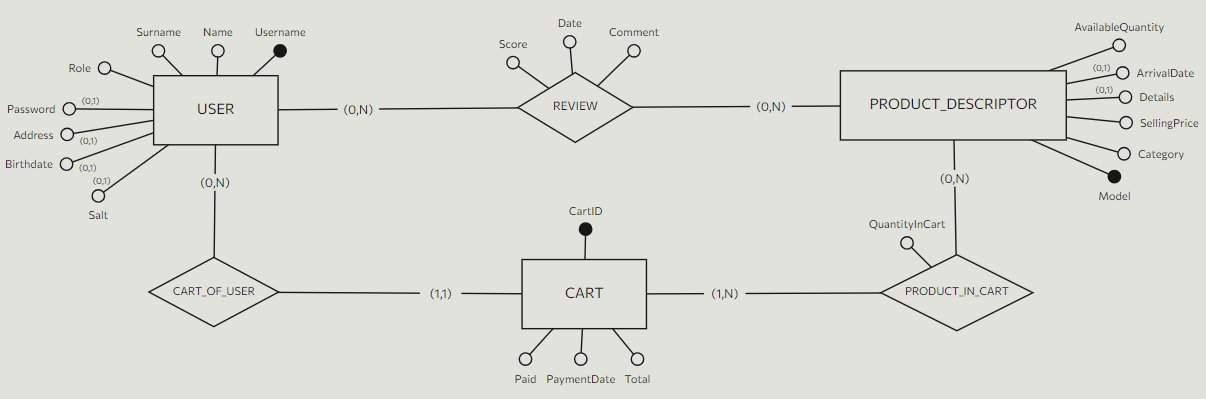 Surname
Name
Username
Role
Password
(0,1)
Address
(0,1)
Birthdate
(0,1)
(0,1)
Salt
USER
(0,N)
(0,N)
Score
Date
Comment
REVIEW
(0,N)
PRODUCT_DESCRIPTOR
AvailableQuantity
(0,1)
ArrivalDate
(0,1)
Details
SellingPrice
Category
Model
(0,N)
CART_OF_USER
(1,1)
CartID
CART
Paid
PaymentDate
Total
(1,N)
QuantityInCart
PRODUCT_IN_CART